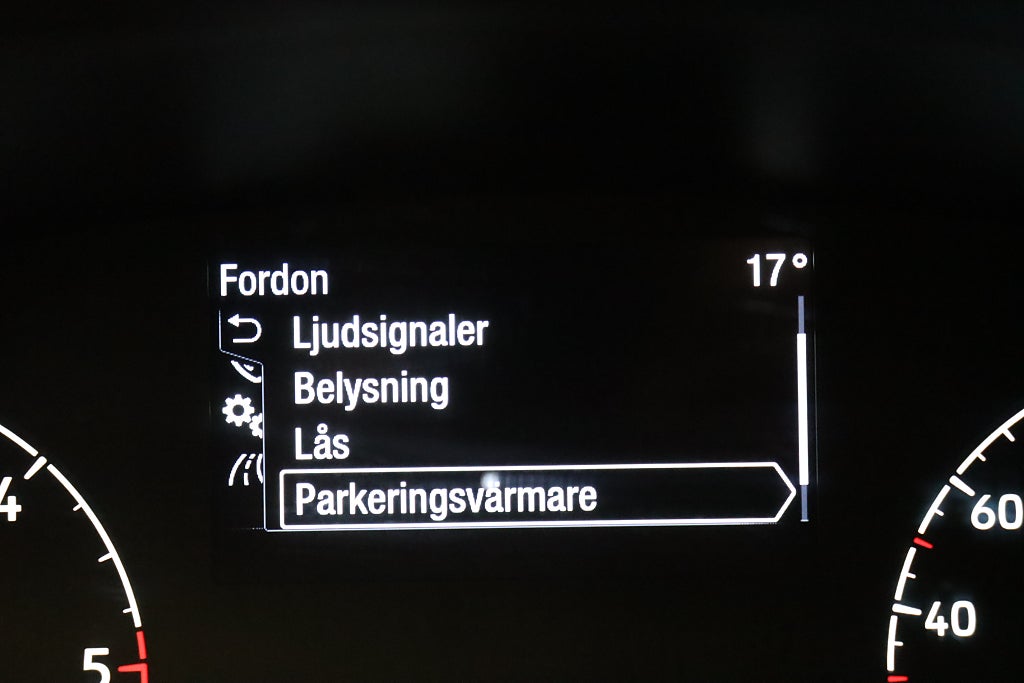 Fordon 17°
Ljudsignaler
Belysning
Lås
Parkeringsvärmare
4
5
60
40